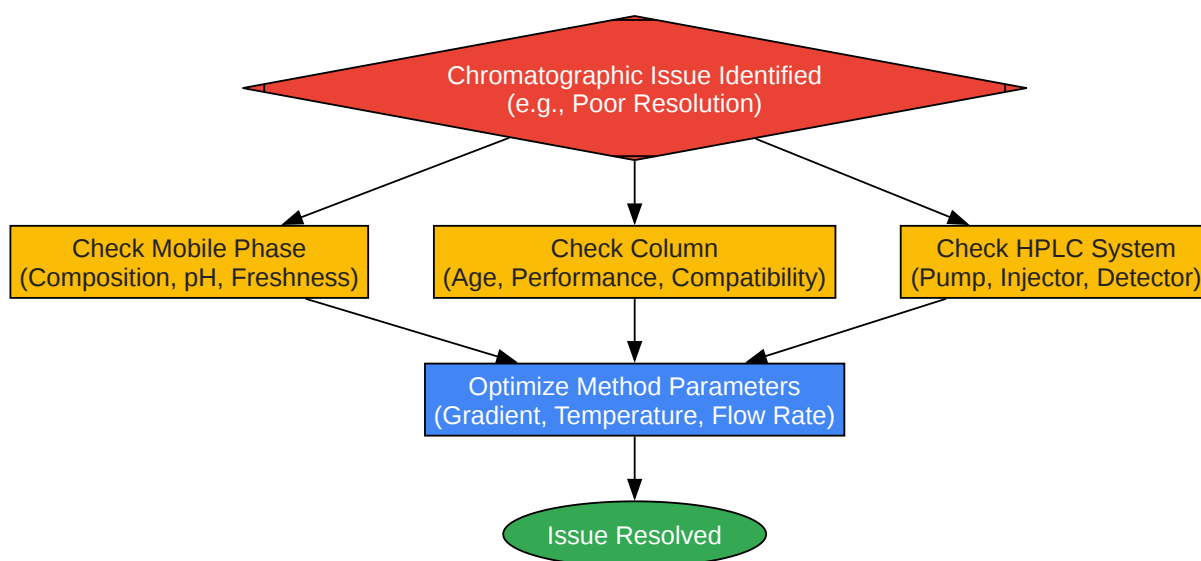 Chromatographic Issue Identified
(e.g., Poor Resolution)
Check Mobile Phase
(Composition, pH, Freshness)
Check Column
(Age, Performance, Compatibility)
Check HPLC System
(Pump, Injector, Detector)
Optimize Method Parameters
(Gradient, Temperature, Flow Rate)
Issue Resolved